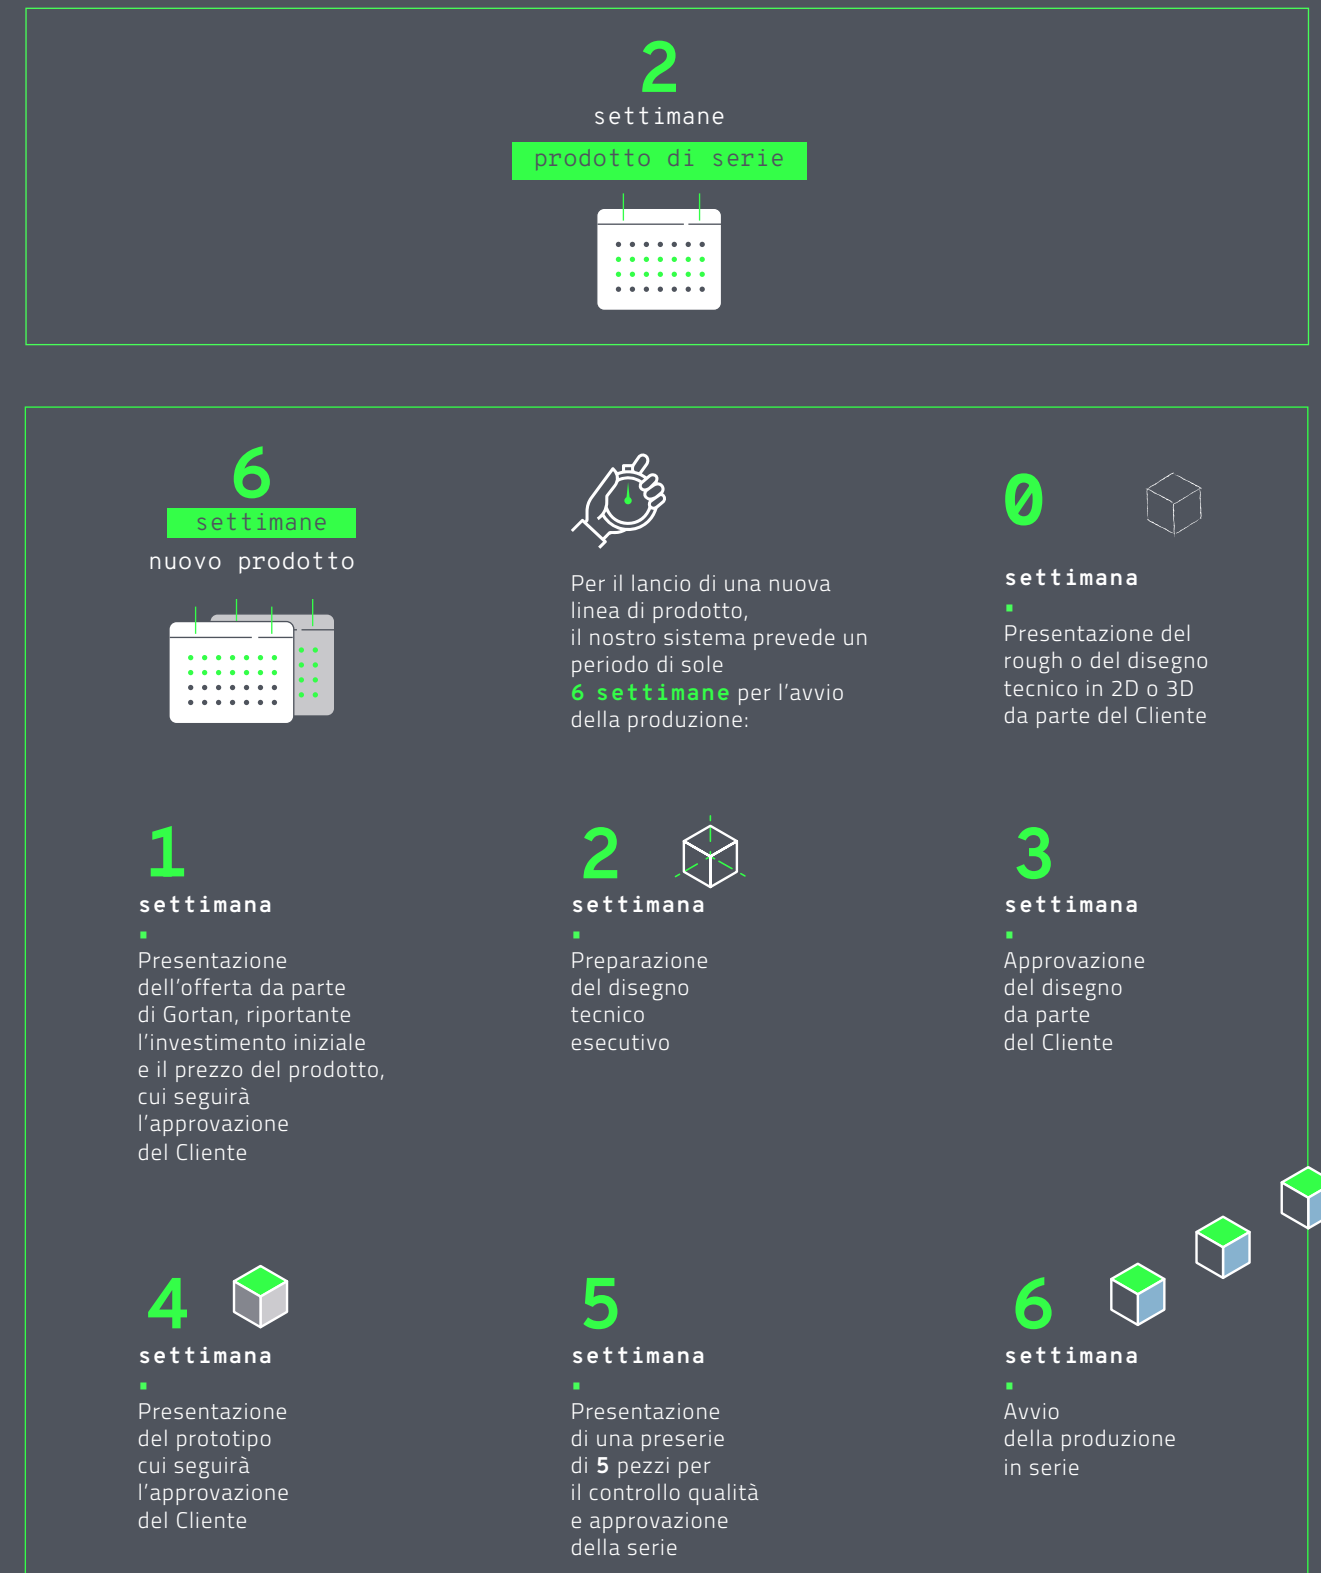 2
settimane
prodotto di serie
6
settimane
nuovo prodotto
Per il lancio di una nuova
linea di prodotto,
il nostro sistema prevede un
periodo di sole
6 settimane per l'avvio
della produzione:
0
settimana
Presentazione del
rough o del disegno
tecnico in 2D o 3D
da parte del Cliente
1
settimana
Presentazione
dell'offerta da parte
di Gortan, riportante
l'investimento iniziale
e il prezzo del prodotto,
cui seguirà
l'approvazione
del Cliente
2
settimana
Preparazione
del disegno
tecnico
esecutivo
3
settimana
Approvazione
del disegno
da parte
del Cliente
4
settimana
Presentazione
del prototipo
cui seguirà
l'approvazione
del Cliente
5
settimana
Presentazione
di una preserie
di 5 pezzi per
il controllo qualità
e approvazione
della serie
6
settimana
Avvio
della produzione
in serie